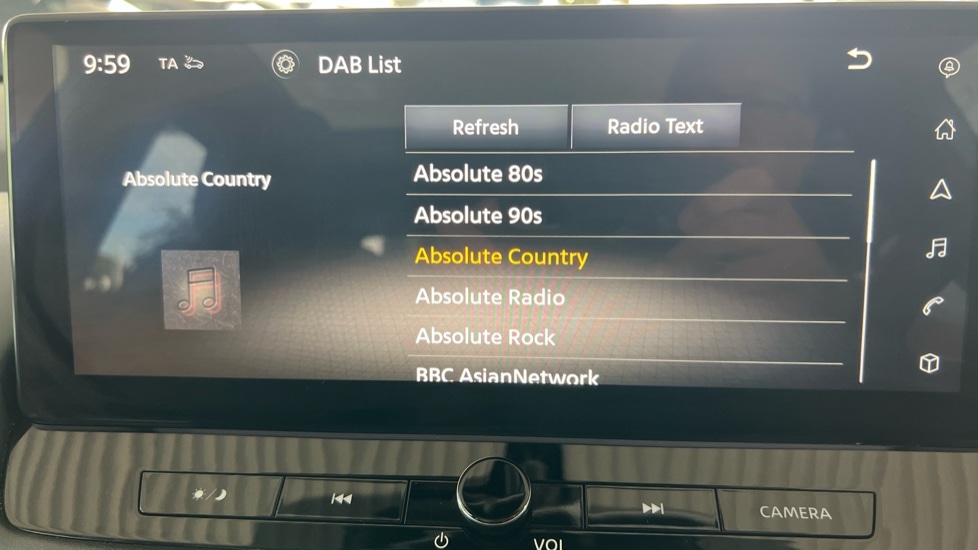 9:59 TA DAB List
Refresh Radio Text
Absolute Country
Absolute 80s
Absolute 90s
Absolute Country
Absolute Radio
Absolute Rock
BBC AsianNetwork
CAMERA
VOL